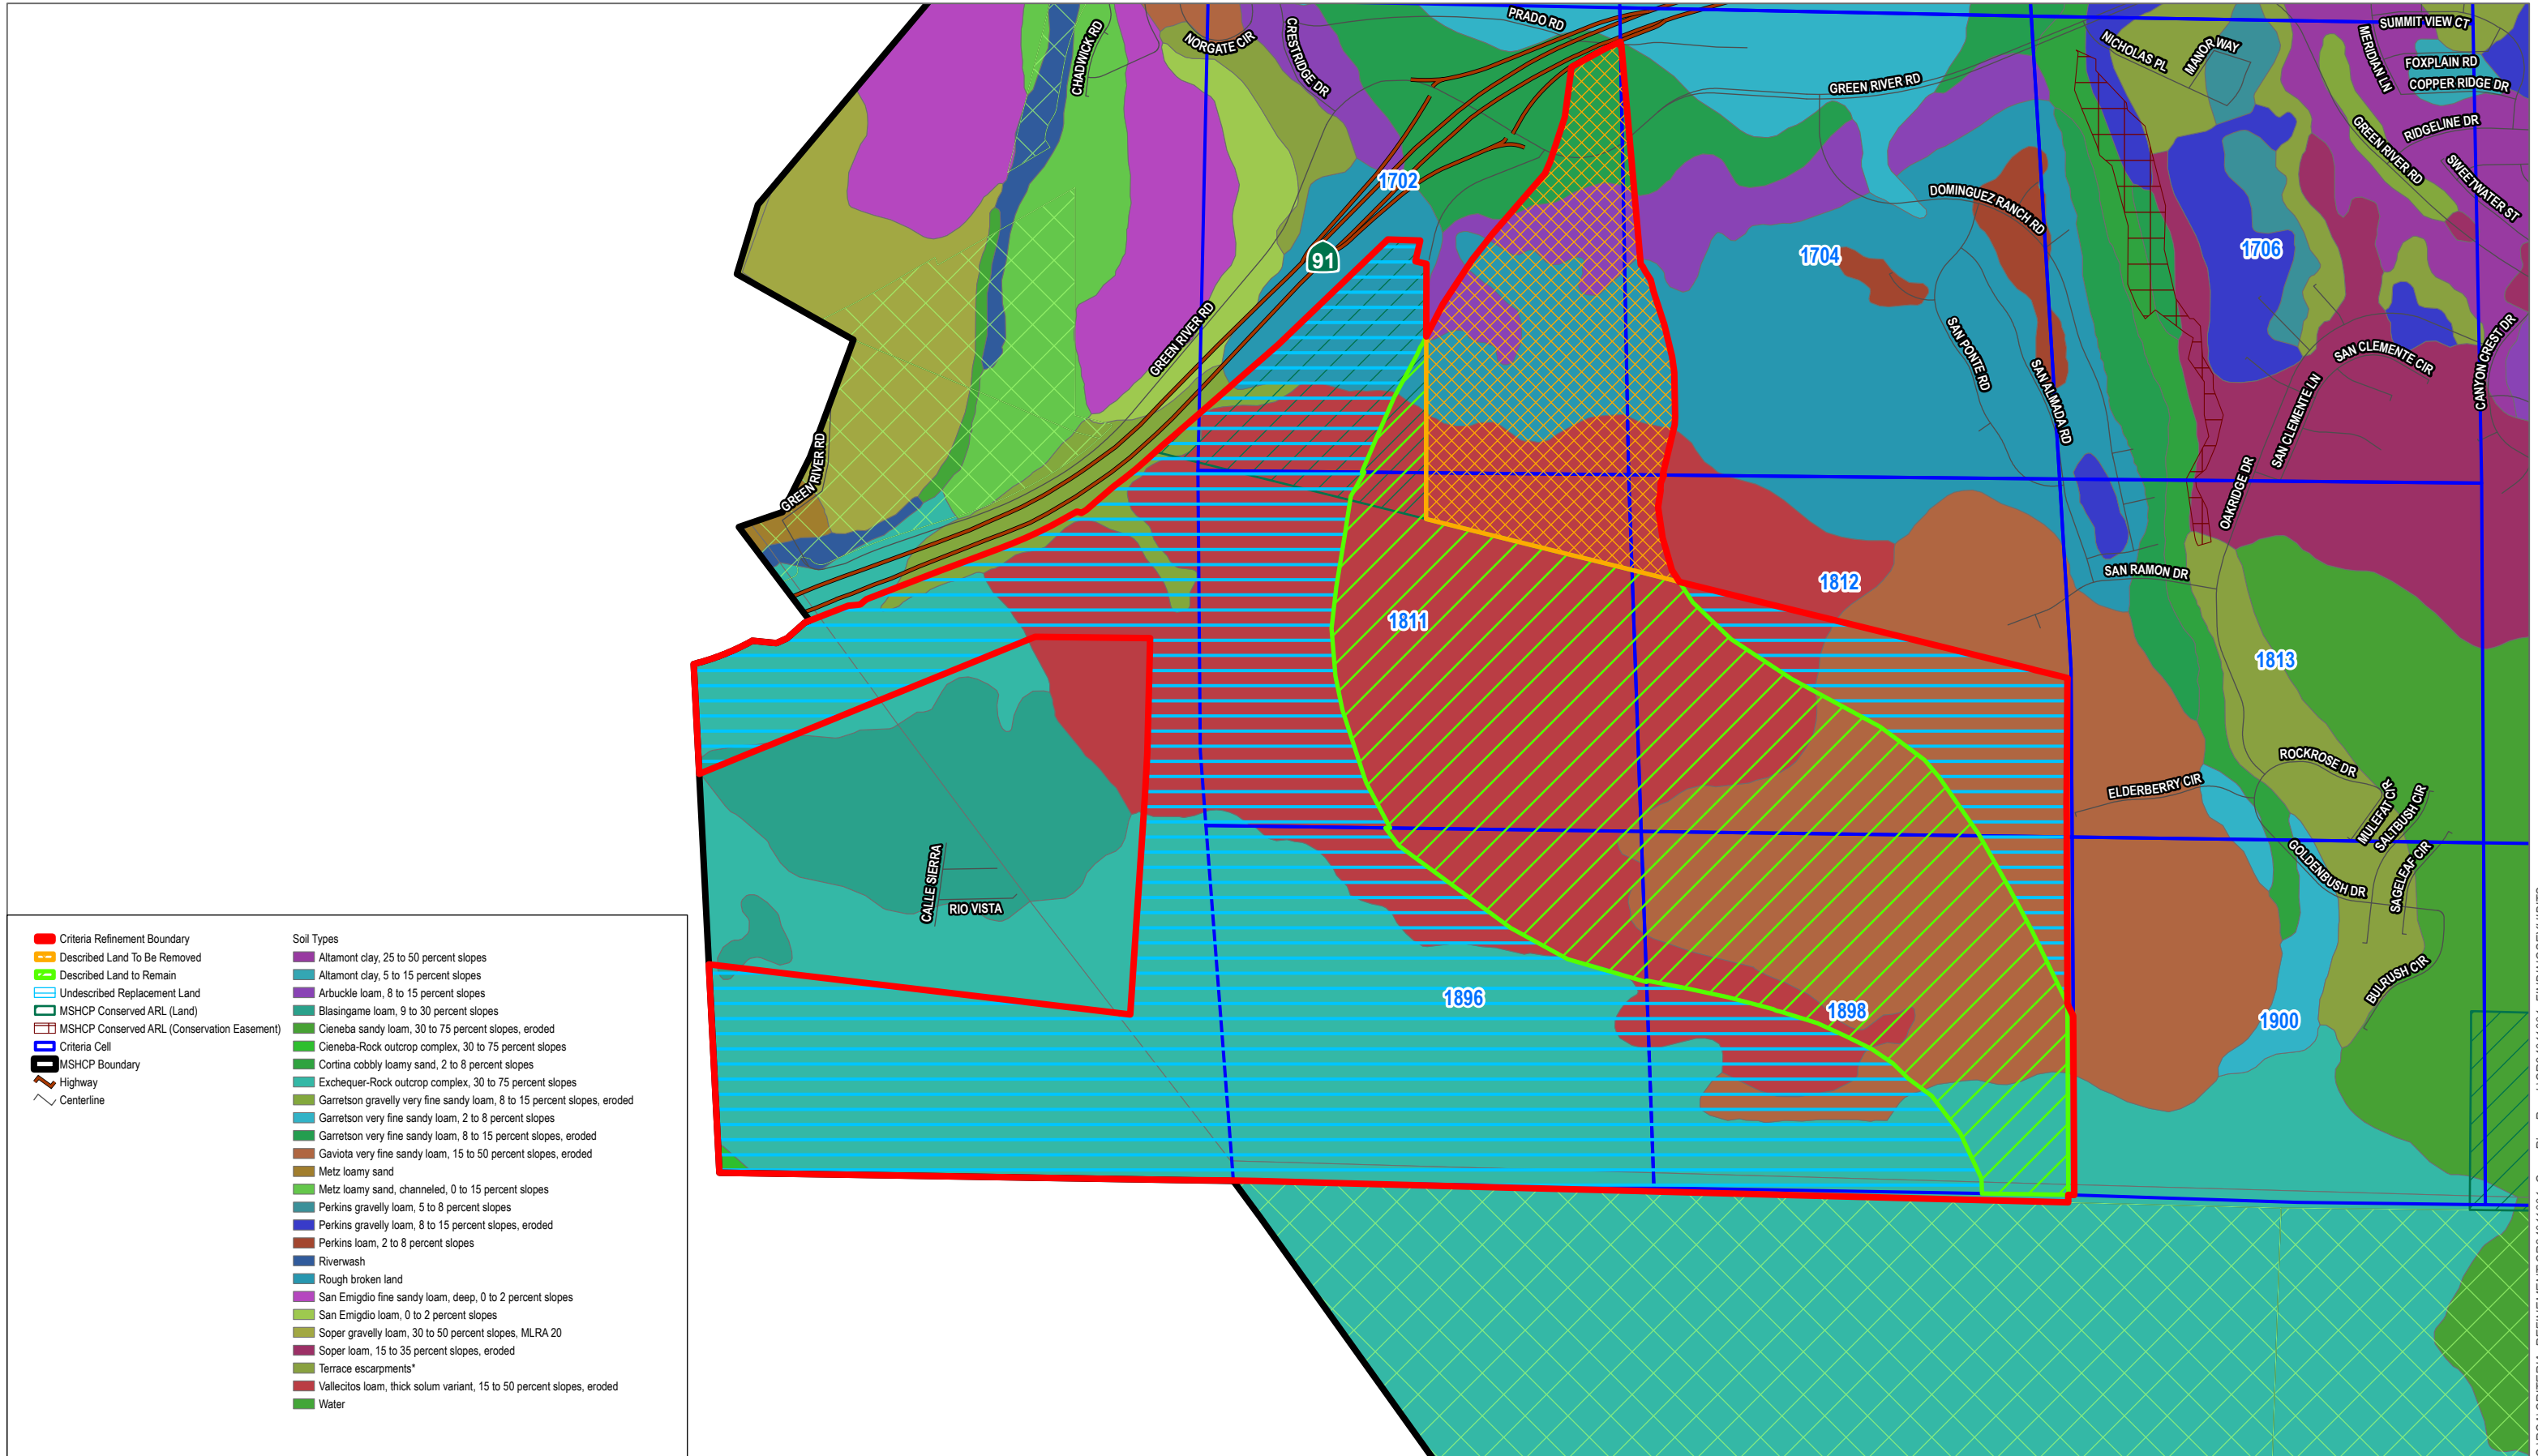 PRADO RD
SUMMIT VIEW CT
NORGATE CIR
CRESTRIDGE DR
CHADWICK RD
NICHOLAS PL
MANOR WAY
MERIDIAN LN
FOXPLAIN RD
COPPER RIDGE DR
GREEN RIVER RD
RIDGELINE DR
GREEN RIVER RD
SWEETWATER ST
1702
DOMINGUEZ RANCH RD
1704
1706
91
GREEN RIVER RD
SAN PONTE RD
SAN ALMADA RD
SAN CLEMENTE CIR
CANYON CREST DR
SAN CLEMENTE LN
GREEN RIVER RD
OAKRIDGE DR
SAN RAMON DR
1812
1811
1813
ROCKROSE DR
ELDERBERRY CIR
MULEFAT CIR
SALTBUSH CIR
GOLDENBUSH DR
SAGELEAF CIR
CALLE SIERRA
RIO VISTA
BULRUSH CIR
1896
1898
1900
Criteria Refinement Boundary
Described Land To Be Removed
Described Land to Remain
Undescribed Replacement Land
MSHCP Conserved ARL (Land)
MSHCP Conserved ARL (Conservation Easement)
Criteria Cell
MSHCP Boundary
Highway
Centerline
Soil Types
Altamont clay, 25 to 50 percent slopes
Altamont clay, 5 to 15 percent slopes
Arbuckle loam, 8 to 15 percent slopes
Blasingame loam, 9 to 30 percent slopes
Cieneba sandy loam, 30 to 75 percent slopes, eroded
Cieneba-Rock outcrop complex, 30 to 75 percent slopes
Cortina cobbly loamy sand, 2 to 8 percent slopes
Exchequer-Rock outcrop complex, 30 to 75 percent slopes
Garretson gravelly very fine sandy loam, 8 to 15 percent slopes, eroded
Garretson very fine sandy loam, 2 to 8 percent slopes
Garretson very fine sandy loam, 8 to 15 percent slopes, eroded
Gaviota very fine sandy loam, 15 to 50 percent slopes, eroded
Metz loamy sand
Metz loamy sand, channeled, 0 to 15 percent slopes
Perkins gravelly loam, 5 to 8 percent slopes
Perkins gravelly loam, 8 to 15 percent slopes, eroded
Perkins loam, 2 to 8 percent slopes
Riverwash
Rough broken land
San Emigdio fine sandy loam, deep, 0 to 2 percent slopes
San Emigdio loam, 0 to 2 percent slopes
Soper gravelly loam, 30 to 50 percent slopes, MLRA 20
Soper loam, 15 to 35 percent slopes, eroded
Terrace escarpments*
Vallecitos loam, thick solum variant, 15 to 50 percent slopes, eroded
Water